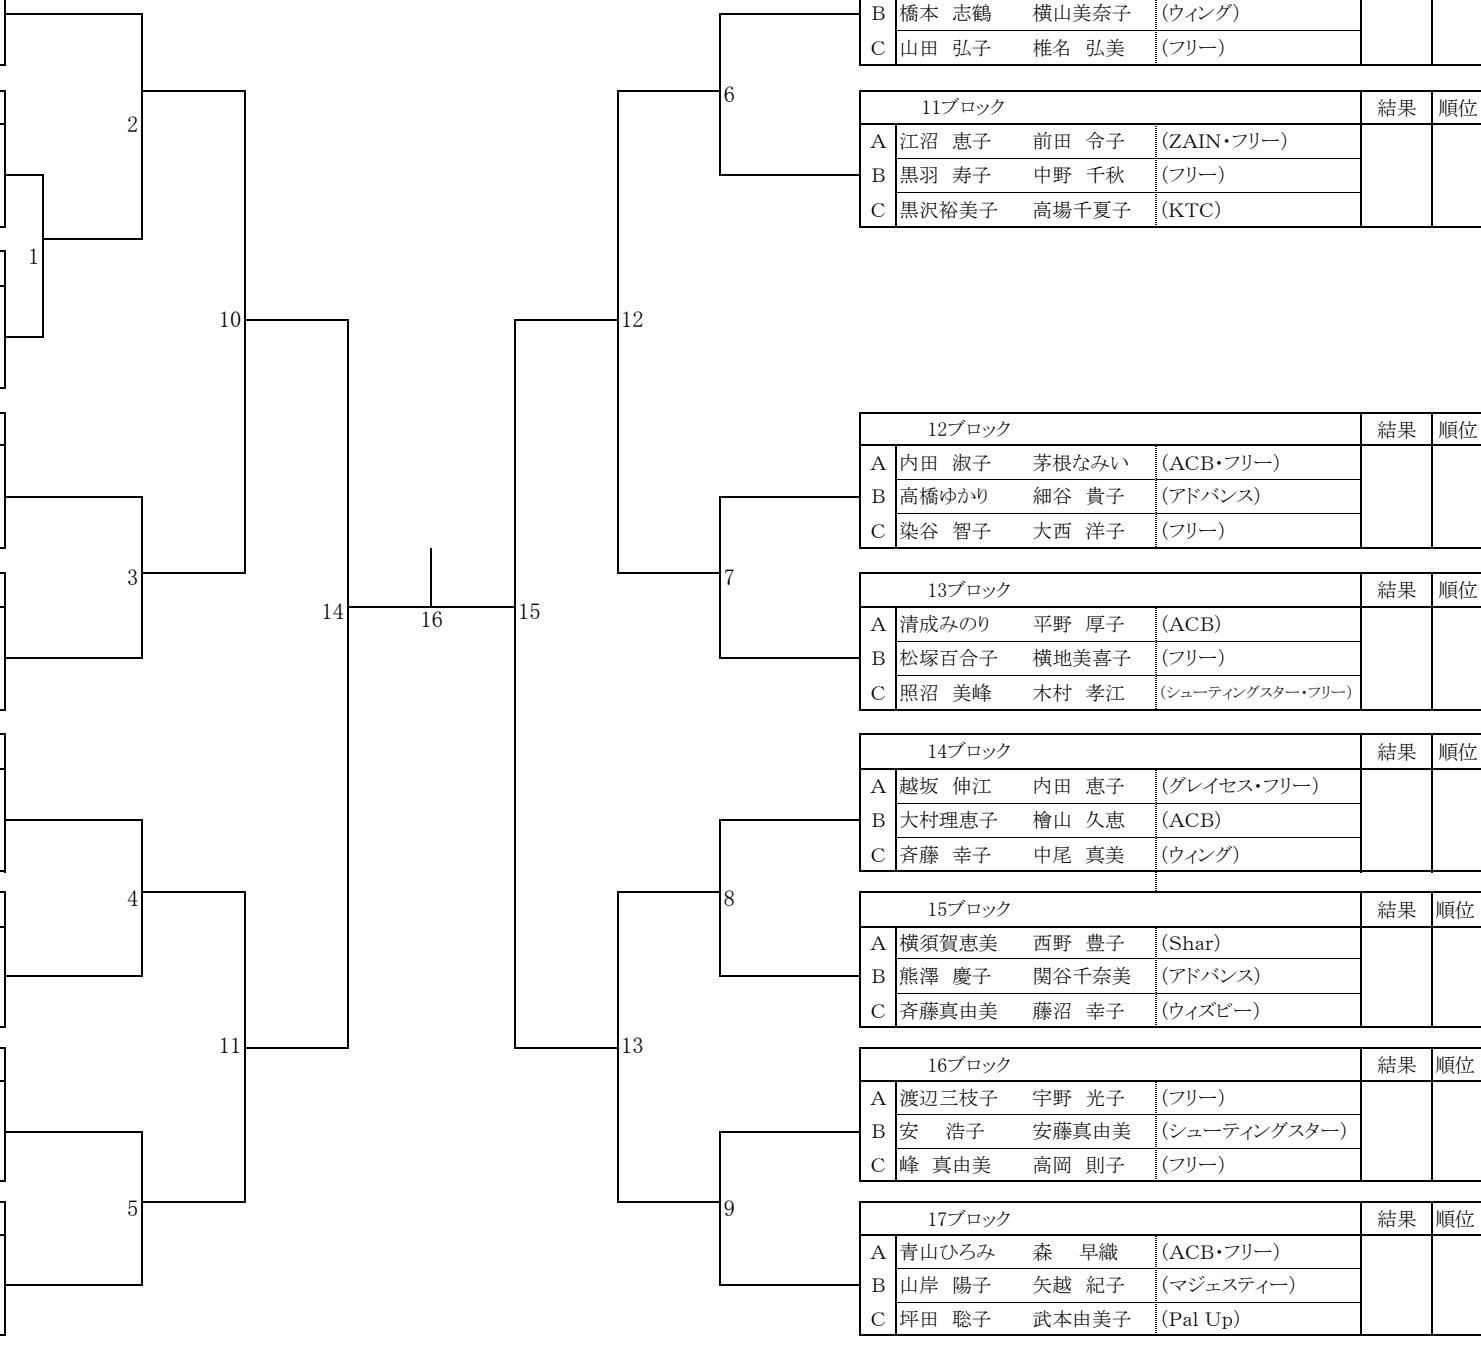 B 橋本 志鶴 横山美奈子 (ウィング)
C 山田 弘子 椎名 弘美 (フリー)
6
2
11ブロック 結果 順位
A 江沼 恵子 前田 令子 (ZAIN・フリー)
B 黒羽 寿子 中野 千秋 (フリー)
C 黒沢裕美子 高場千夏子 (KTC)
1
10
12
12ブロック 結果 順位
A 内田 淑子 茅根なみい (ACB・フリー)
B 高橋ゆかり 細谷 貴子 (アドバンス)
C 染谷 智子 大西 洋子 (フリー)
3
7
14
16
15
13ブロック 結果 順位
A 清成みのり 平野 厚子 (ACB)
B 松塚百合子 横地美喜子 (フリー)
C 照沼 美峰 木村 孝江 (シューティングスター・フリー)
14ブロック 結果 順位
A 越坂 伸江 内田 恵子 (グレイセス・フリー)
B 大村理恵子 檜山 久恵 (ACB)
C 斉藤 幸子 中尾 真美 (ウィング)
4
8
15ブロック 結果 順位
A 横須賀恵美 西野 豊子 (Shar)
B 熊澤 慶子 関谷千奈美 (アドバンス)
C 斉藤真由美 藤沼 幸子 (ウィズビー)
11
13
16ブロック 結果 順位
A 渡辺三枝子 宇野 光子 (フリー)
B 安 浩子 安藤真由美 (シューティングスター)
C 峰 真由美 高岡 則子 (フリー)
5
9
17ブロック 結果 順位
A 青山ひろみ 森 早織 (ACB・フリー)
B 山岸 陽子 矢越 紀子 (マジェスティー)
C 坪田 聡子 武本由美子 (Pal Up)